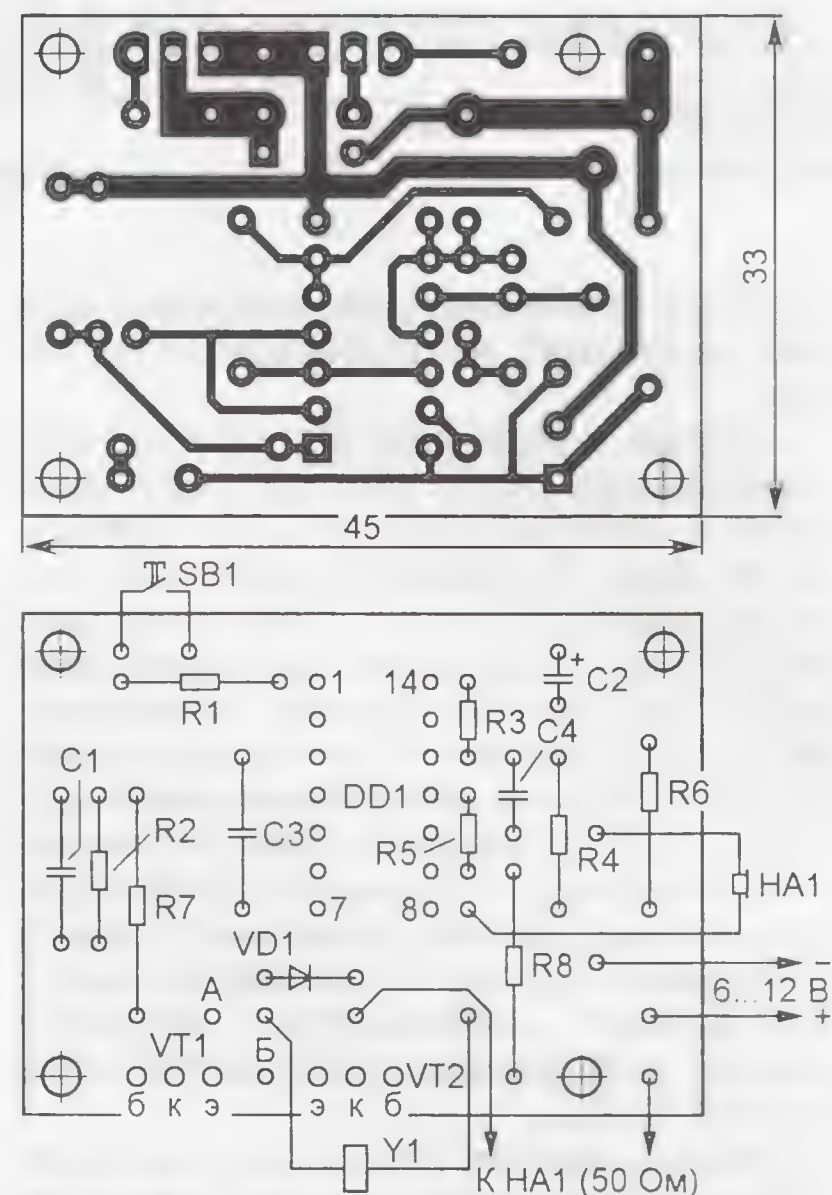 33
45
SB1
R1
1
14
C2
R3
C4
C1
R6
R2
DD1
C3
R5
R4
R7
HA1
7
8
VD1
R8
6...12 В
−
+
А
VT1
Б
VT2
б к э э к б
Y1
К HA1 (50 Ом)